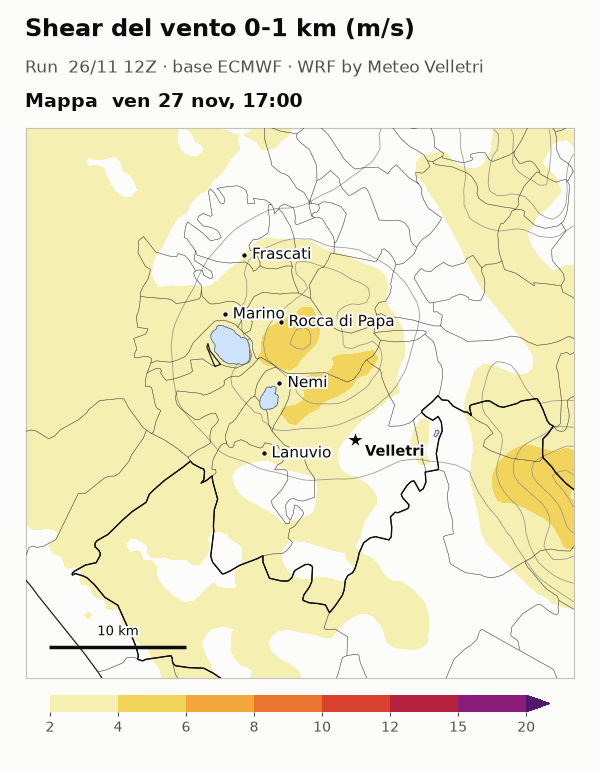 Shear del vento 0-1 km (m/s)
Run 26/11 12Z · base ECMWF · WRF by Meteo Velletri
Mappa ven 27 nov, 17:00
Frascati
Marino
Rocca di Papa
Nemi
Velletri
Lanuvio
10 km
2 4 6 8 10 12 15 20